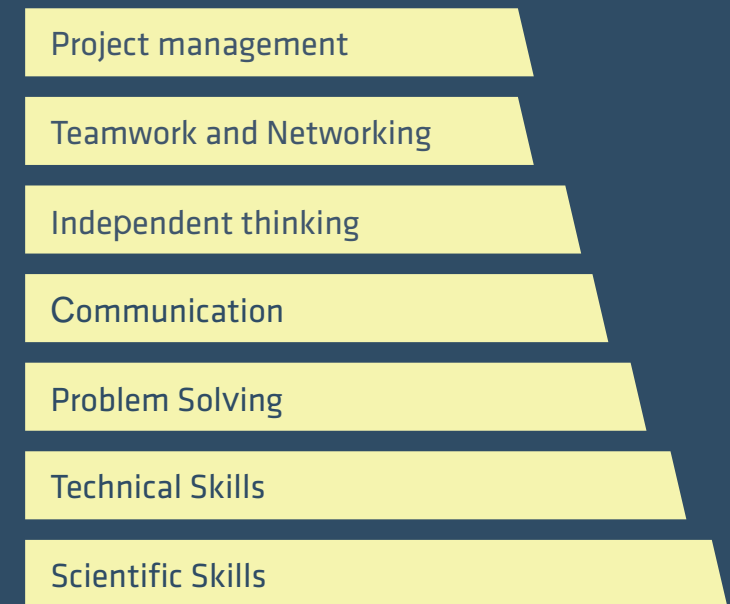 Project management
Teamwork and Networking
Independent thinking
Communication
Problem Solving
Technical Skills
Scientific Skills